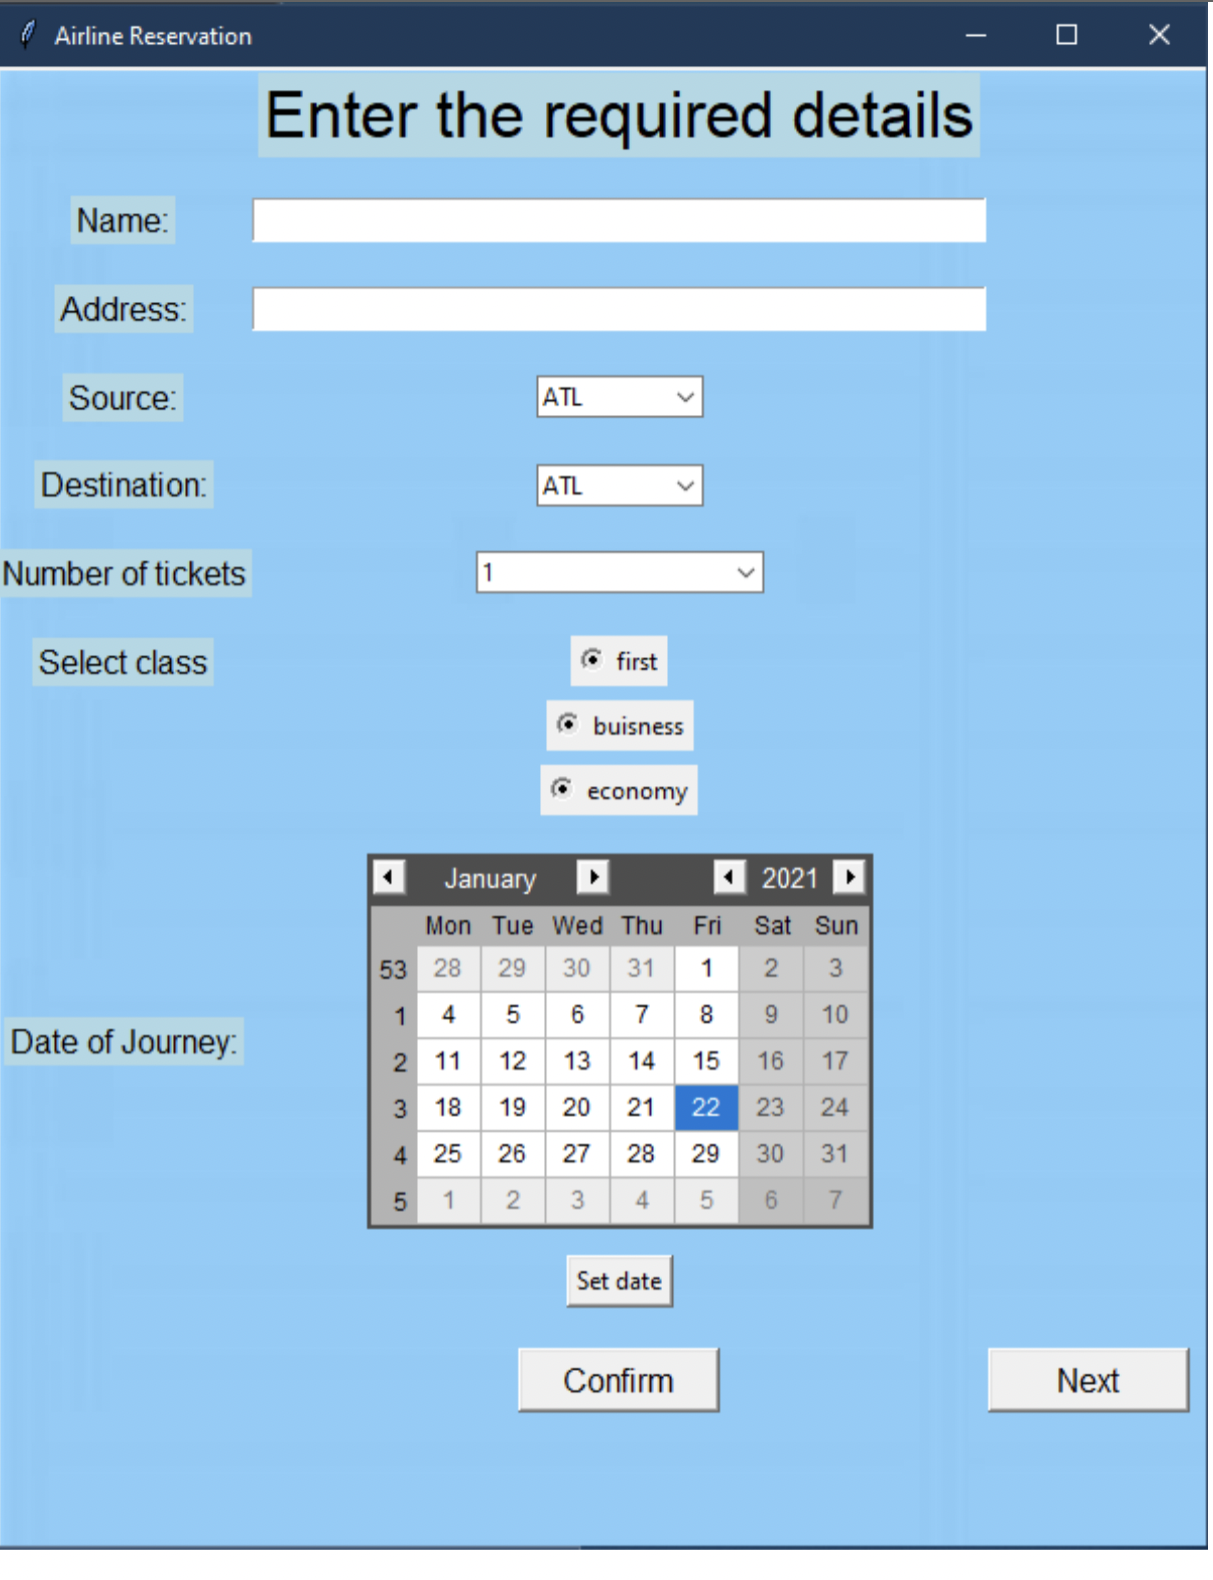 Airline Reservation
Enter the required details
Name:
Address:
Source: ATL
Destination: ATL
Number of tickets 1
Select class first
buisness
economy
January 2021
Mon Tue Wed Thu Fri Sat Sun
53 28 29 30 31 1 2 3
1 4 5 6 7 8 9 10
Date of Journey:
2 11 12 13 14 15 16 17
3 18 19 20 21 22 23 24
4 25 26 27 28 29 30 31
5 1 2 3 4 5 6 7
Set date
Confirm Next